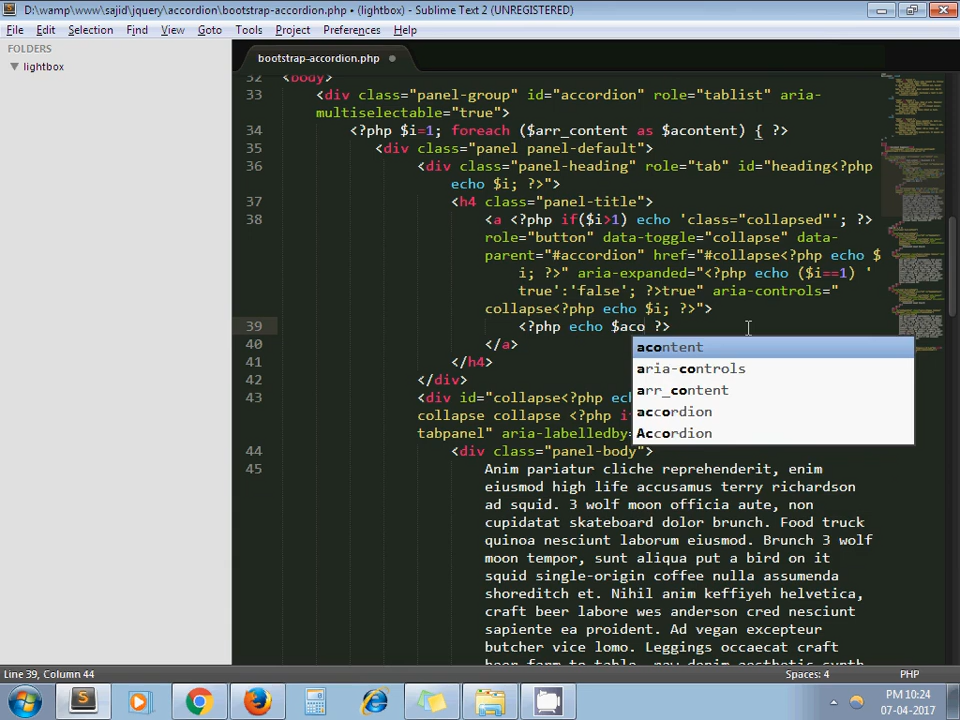 D:\wamp\www\sajid\jquery\accordion\bootstrap-accordion.php • (lightbox) - Sublime Text 2 (UNREGISTERED)
File Edit Selection Find View Goto Tools Project Preferences Help
FOLDERS
lightbox
bootstrap-accordion.php
32 <body>
33 <div class="panel-group" id="accordion" role="tablist" aria-
multiselectable="true">
34 <?php $i=1; foreach ($arr_content as $acontent) { ?>
35 <div class="panel panel-default">
36 <div class="panel-heading" role="tab" id="heading<?php
echo $i; ?>">
37 <h4 class="panel-title">
38 <a <?php if($i>1) echo 'class="collapsed"'; ?>
role="button" data-toggle="collapse" data-
parent="#accordion" href="#collapse<?php echo $
i; ?>" aria-expanded="<?php echo ($i==1) '
true':'false'; ?>true" aria-controls="
collapse<?php echo $i; ?>">
39 <?php echo $aco ?>
40 </a>
41 </h4>
42 </div>
43 <div id="collapse<?php ec
collapse collapse <?php i
tabpanel" aria-labelledby=
acontent
aria-controls
arr_content
accordion
Accordion
44 <div class="panel-body">
45 Anim pariatur cliche reprehenderit, enim
eiusmod high life accusamus terry richardson
ad squid. 3 wolf moon officia aute, non
cupidatat skateboard dolor brunch. Food truck
quinoa nesciunt laborum eiusmod. Brunch 3 wolf
moon tempor, sunt aliqua put a bird on it
squid single-origin coffee nulla assumenda
shoreditch et. Nihil anim keffiyeh helvetica,
craft beer labore wes anderson cred nesciunt
sapiente ea proident. Ad vegan excepteur
butcher vice lomo. Leggings occaecat craft
beer farm-to-table, raw denim aesthetic synth
Line 39, Column 44
Spaces: 4
PHP
PM 10:24
07-04-2017